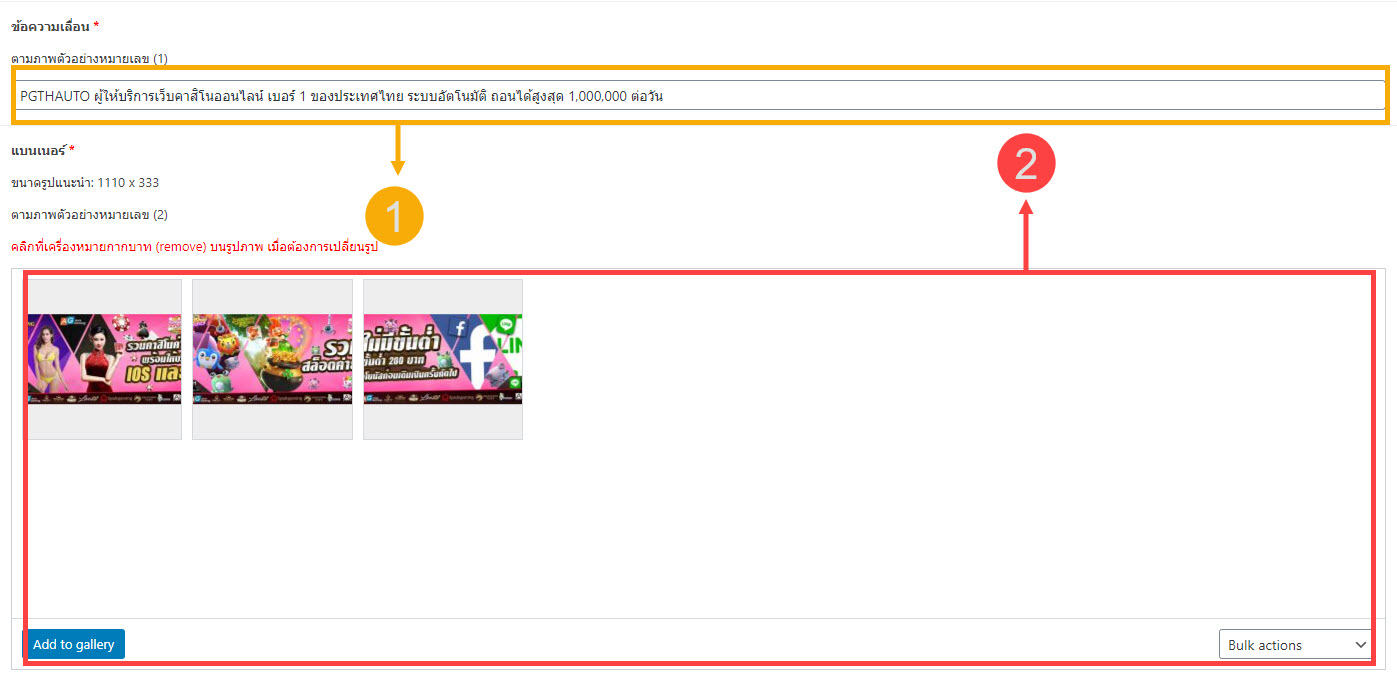 ข้อความเลื่อน *
ตามภาพตัวอย่างหมายเลข (1)
PGTHAUTO ผู้ให้บริการเว็บคาสิโนออนไลน์ เบอร์ 1 ของประเทศไทย ระบบอัตโนมัติ ถอนได้สูงสุด 1,000,000 ต่อวัน
แบนเนอร์ *
2
ขนาดรูปแนะนำ: 1110 x 333
1
ตามภาพตัวอย่างหมายเลข (2)
คลิกที่เครื่องหมายกากบาท (remove) บนรูปภาพ เมื่อต้องการเปลี่ยนรูป
AG
รวมคาสิโนค่
พร้อมให้บ
IOS และ
รวม
สล็อตค่าย
ไม่มีขั้นต่ำ
ขั้นต่ำ 200 บาท
LIN
Add to gallery
Bulk actions